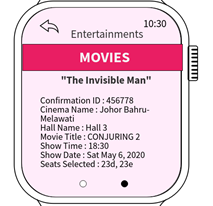 10:30
Entertainments
MOVIES
"The Invisible Man"
Confirmation ID : 456778
Cinema Name : Johor Bahru-
Melawati
Hall Name : Hall 3
Movie Title : CONJURING 2
Show Time : 18:30
Show Date : Sat May 6, 2020
Seats Selected : 23d, 23e